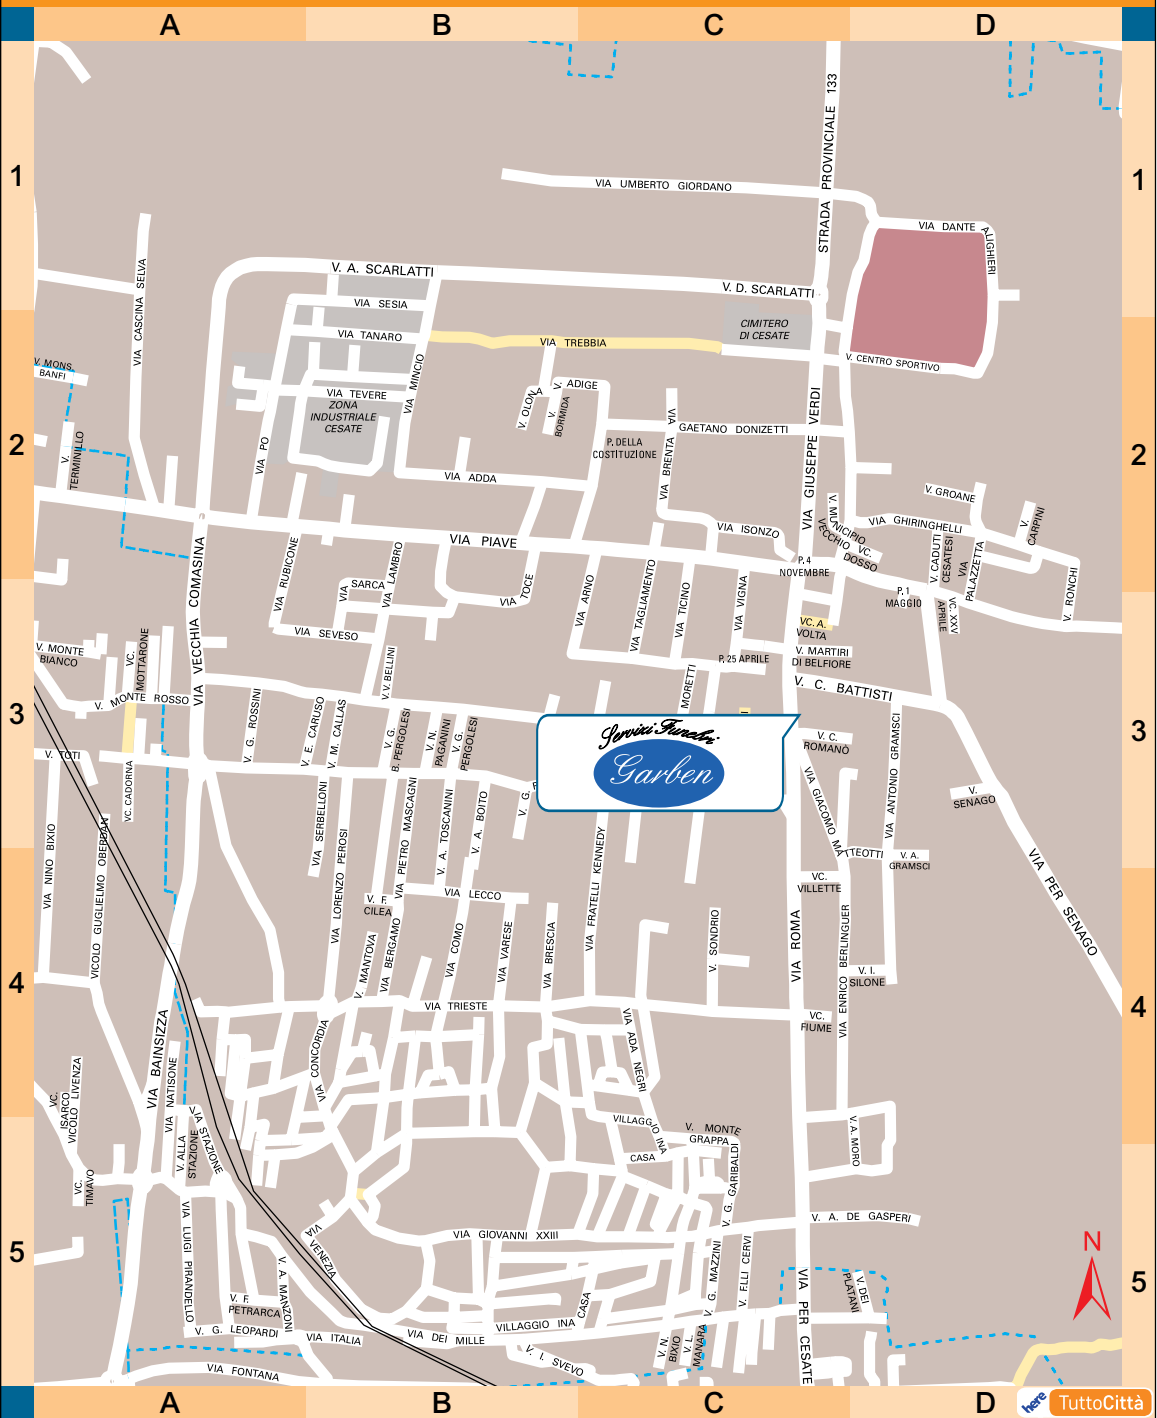 A B C D
1
1
STRADA PROVINCIALE 133
VIA UMBERTO GIORDANO
VIA DANTE ALIGHIERI
VIA CASCINA SELVA
V. A. SCARLATTI
V. D. SCARLATTI
VIA SESIA
VIA TANARO
VIA TREBBIA
CIMITERO
DI CESATE
V. CENTRO SPORTIVO
V. MONS.
BANFI
VIA MINCIO
VIA TEVERE
ZONA
INDUSTRIALE
CESATE
V. OLONA
V. ADIGE
V.
BORMIDA
VIA GIUSEPPE VERDI
VIA
GAETANO DONIZETTI
2
2
V.
TERMINILLO
VIA PO
P. DELLA
COSTITUZIONE
VIA BRENTA
VIA ADDA
V. GROANE
V.
CARPINI
V. MUNICIPIO
VECCHIO
VC.
DOSSO
VIA GHIRINGHELLI
VIA ISONZO
VIA PIAVE
VIA VECCHIA COMASINA
VIA RUBICONE
VIA LAMBRO
SARCA
VIA
VIA TOCE
VIA ARNO
VIA TAGLIAMENTO
VIA TICINO
VIA VIGNA
P. 4
NOVEMBRE
V. CADUTI
CESATESI
VIA
PALAZZETTA
V. RONCHI
P. 1
MAGGIO
VC. XXV
APRILE
VIA SEVESO
VC. A.
VOLTA
V. MARTIRI
DI BELFIORE
P. 25 APRILE
V. MONTE
BIANCO
VC.
MOTTARONE
V. V. BELLINI
MORETTI
V. C. BATTISTI
V. MONTE ROSSO
V. G. ROSSINI
V. E. CARUSO
V. M. CALLAS
V. G.
B. PERGOLESI
V. N.
PAGANINI
V. G.
PERGOLESI
3
3
Servizi Funebri
Garben
V. C.
ROMANÒ
VIA ANTONIO GRAMSCI
V. TOTI
VC. CADORNA
VIA GIACOMO MATTEOTTI
V.
SENAGO
VIA SERBELLONI
VIA PIETRO MASCAGNI
V. A. TOSCANINI
V. A. BOITO
V. G.
VIA NINO BIXIO
VICOLO GUGLIELMO OBERDAN
VIA LORENZO PEROSI
VIA FRATELLI KENNEDY
V. A.
GRAMSCI
VC.
VILLETTE
VIA PER SENAGO
V. F.
CILEA
VIA LECCO
V. MANTOVA
VIA BERGAMO
VIA COMO
VIA VARESE
VIA BRESCIA
V. SONDRIO
VIA ROMA
VIA ENRICO BERLINGUER
V. I.
SILONE
4
4
VIA TRIESTE
VC.
FIUME
VIA BAINSIZZA
VIA CONCORDIA
VIA ADA NEGRI
VC.
ISARCO
VICOLO LIVENZA
VIA NATISONE
VIA STAZIONE
V. ALLA
STAZIONE
VILLAGGIO INA
CASA
V. MONTE
GRAPPA
V. A. MORO
VC.
TIMAVO
V. G. GARIBALDI
VIA LUIGI PIRANDELLO
VIA
VENEZIA
VIA GIOVANNI XXIII
V. A. DE GASPERI
N
5
5
V. A. MANZONI
V. G. MAZZINI
V. F.LLI CERVI
VIA PER CESATE
V. DEI
PLATANI
V. F.
PETRARCA
V. G. LEOPARDI
VIA ITALIA
VIA DEI MILLE
VILLAGGIO INA CASA
V. N.
BIXIO
V. L.
MANARA
V. I. SVEVO
VIA FONTANA
A B C D
here
TuttoCittà